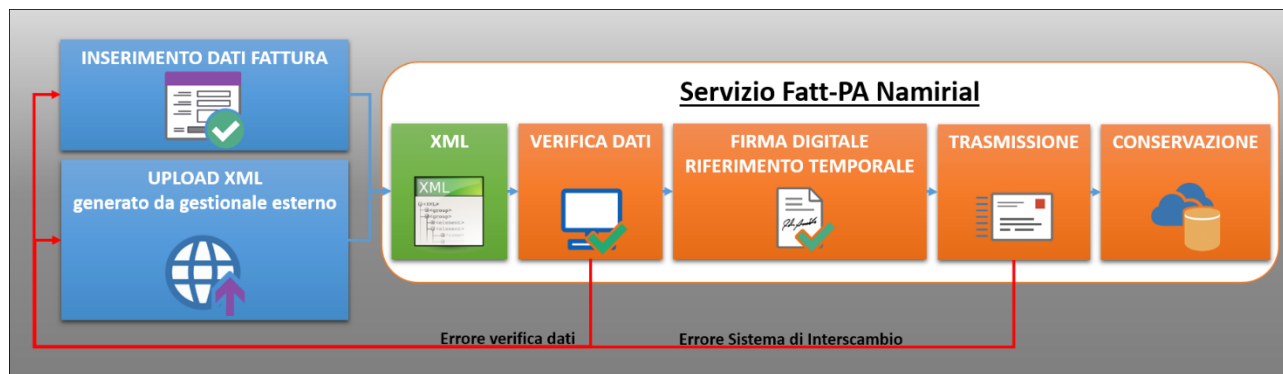 INSERIMENTO DATI FATTURA
UPLOAD XML
generato da gestionale esterno
Servizio Fatt-PA Namirial
XML
XML
VERIFICA DATI
FIRMA DIGITALE
RIFERIMENTO TEMPORALE
TRASMISSIONE
CONSERVAZIONE
Errore verifica dati
Errore Sistema di Interscambio